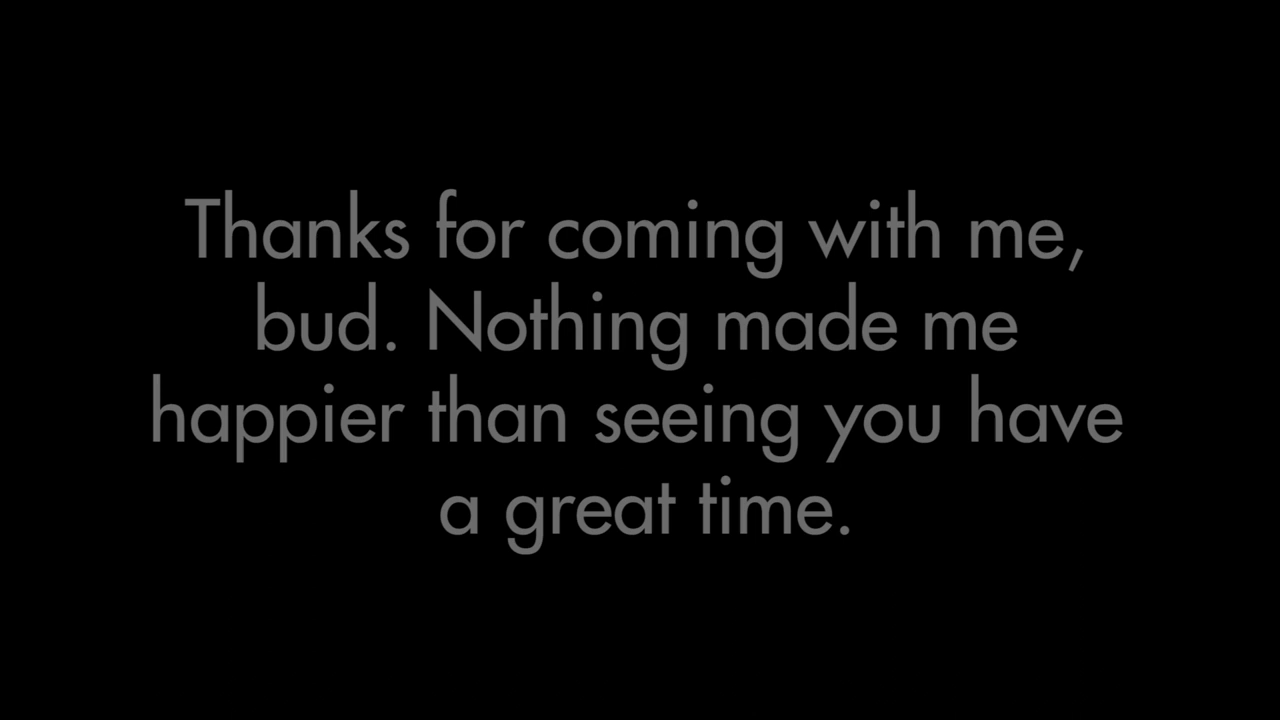 Thanks for coming with me,
bud. Nothing made me
happier than seeing you have
a great time.